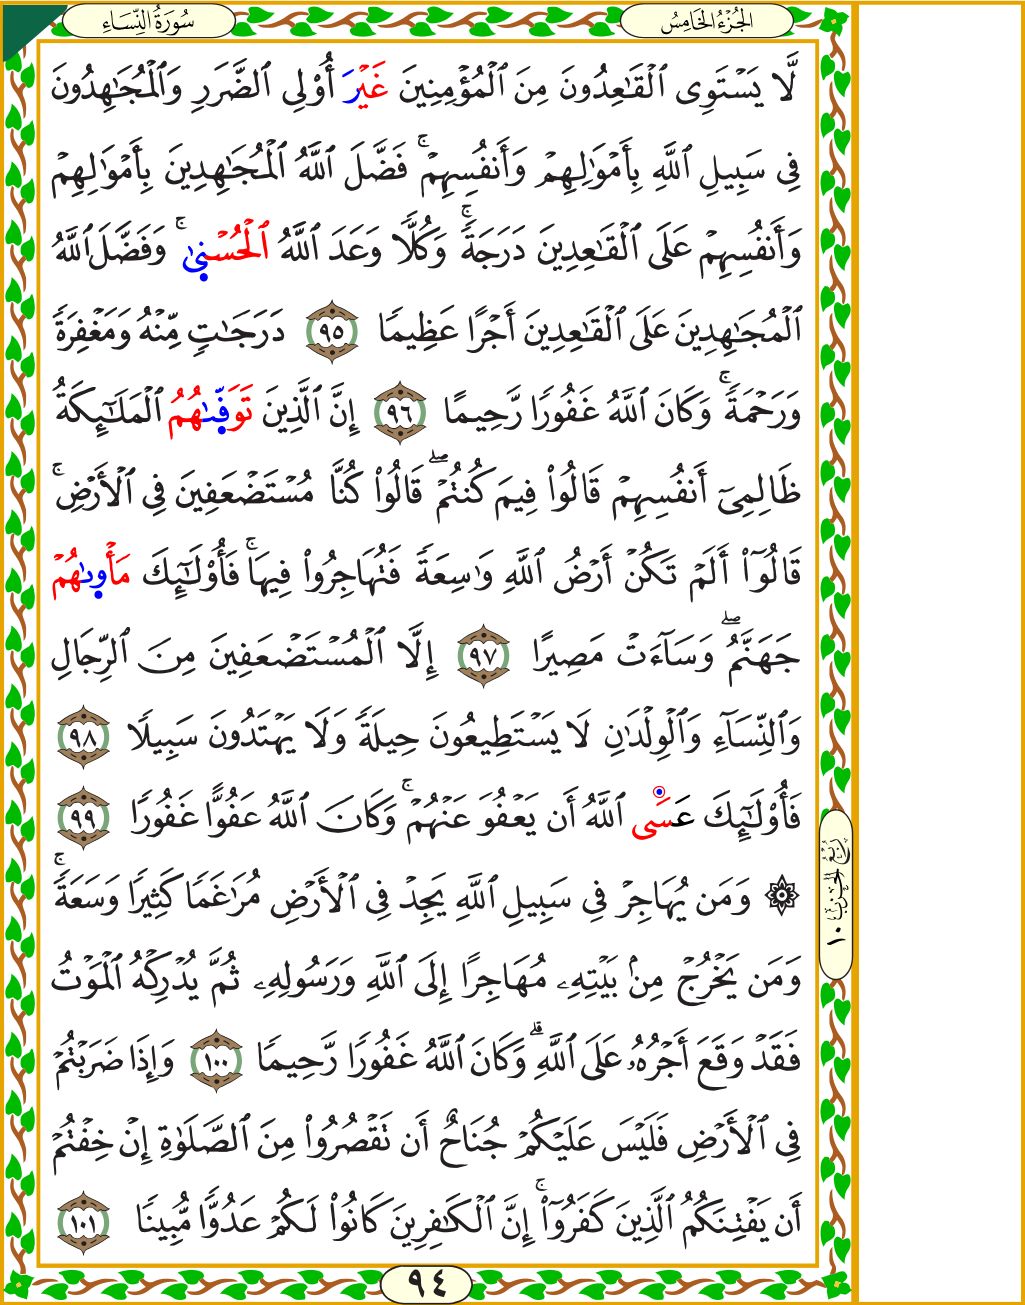 الجُزْءُ الخَامِسُ
سُورَةُ النِّسَاءِ
لَّا يَسْتَوِى ٱلْقَٰعِدُونَ مِنَ ٱلْمُؤْمِنِينَ غَيْرَ أُو۟لِى ٱلضَّرَرِ وَٱلْمُجَٰهِدُونَ
فِى سَبِيلِ ٱللَّهِ بِأَمْوَٰلِهِمْ وَأَنفُسِهِمْ ۚ فَضَّلَ ٱللَّهُ ٱلْمُجَٰهِدِينَ بِأَمْوَٰلِهِمْ
وَأَنفُسِهِمْ عَلَى ٱلْقَٰعِدِينَ دَرَجَةً ۚ وَكُلًّا وَعَدَ ٱللَّهُ ٱلْحُسْنىٰ ۚ وَفَضَّلَ ٱللَّهُ
ٱلْمُجَٰهِدِينَ عَلَى ٱلْقَٰعِدِينَ أَجْرًا عَظِيمًا ٩٥ دَرَجَٰتٍ مِّنْهُ وَمَغْفِرَةً
وَرَحْمَةً ۚ وَكَانَ ٱللَّهُ غَفُورًا رَّحِيمًا ٩٦ إِنَّ ٱلَّذِينَ تَوَفّىٰهُمُ ٱلْمَلَٰٓئِكَةُ
ظَالِمِىٓ أَنفُسِهِمْ قَالُوا۟ فِيمَ كُنتُمْ ۖ قَالُوا۟ كُنَّا مُسْتَضْعَفِينَ فِى ٱلْأَرْضِ ۚ
قَالُوٓا۟ أَلَمْ تَكُنْ أَرْضُ ٱللَّهِ وَٰسِعَةً فَتُهَاجِرُوا۟ فِيهَا ۚ فَأُو۟لَٰٓئِكَ مَأْوىٰهُمْ
جَهَنَّمُ ۖ وَسَآءَتْ مَصِيرًا ٩٧ إِلَّا ٱلْمُسْتَضْعَفِينَ مِنَ ٱلرِّجَالِ
وَٱلنِّسَآءِ وَٱلْوِلْدَٰنِ لَا يَسْتَطِيعُونَ حِيلَةً وَلَا يَهْتَدُونَ سَبِيلًا ٩٨
فَأُو۟لَٰٓئِكَ عَسَى ٱللَّهُ أَن يَعْفُوَ عَنْهُمْ ۚ وَكَانَ ٱللَّهُ عَفُوًّا غَفُورًا ٩٩
۞ وَمَن يُهَاجِرْ فِى سَبِيلِ ٱللَّهِ يَجِدْ فِى ٱلْأَرْضِ مُرَٰغَمًا كَثِيرًا وَسَعَةً ۚ
وَمَن يَخْرُجْ مِنۢ بَيْتِهِۦ مُهَاجِرًا إِلَى ٱللَّهِ وَرَسُولِهِۦ ثُمَّ يُدْرِكْهُ ٱلْمَوْتُ
فَقَدْ وَقَعَ أَجْرُهُۥ عَلَى ٱللَّهِ ۗ وَكَانَ ٱللَّهُ غَفُورًا رَّحِيمًا ١٠٠ وَإِذَا ضَرَبْتُمْ
فِى ٱلْأَرْضِ فَلَيْسَ عَلَيْكُمْ جُنَاحٌ أَن تَقْصُرُوا۟ مِنَ ٱلصَّلَوٰةِ إِنْ خِفْتُمْ
أَن يَفْتِنَكُمُ ٱلَّذِينَ كَفَرُوٓا۟ ۚ إِنَّ ٱلْكَٰفِرِينَ كَانُوا۟ لَكُمْ عَدُوًّا مُّبِينًا ١٠١
رُبْعُ الحِزْبِ ١٠
٩٤